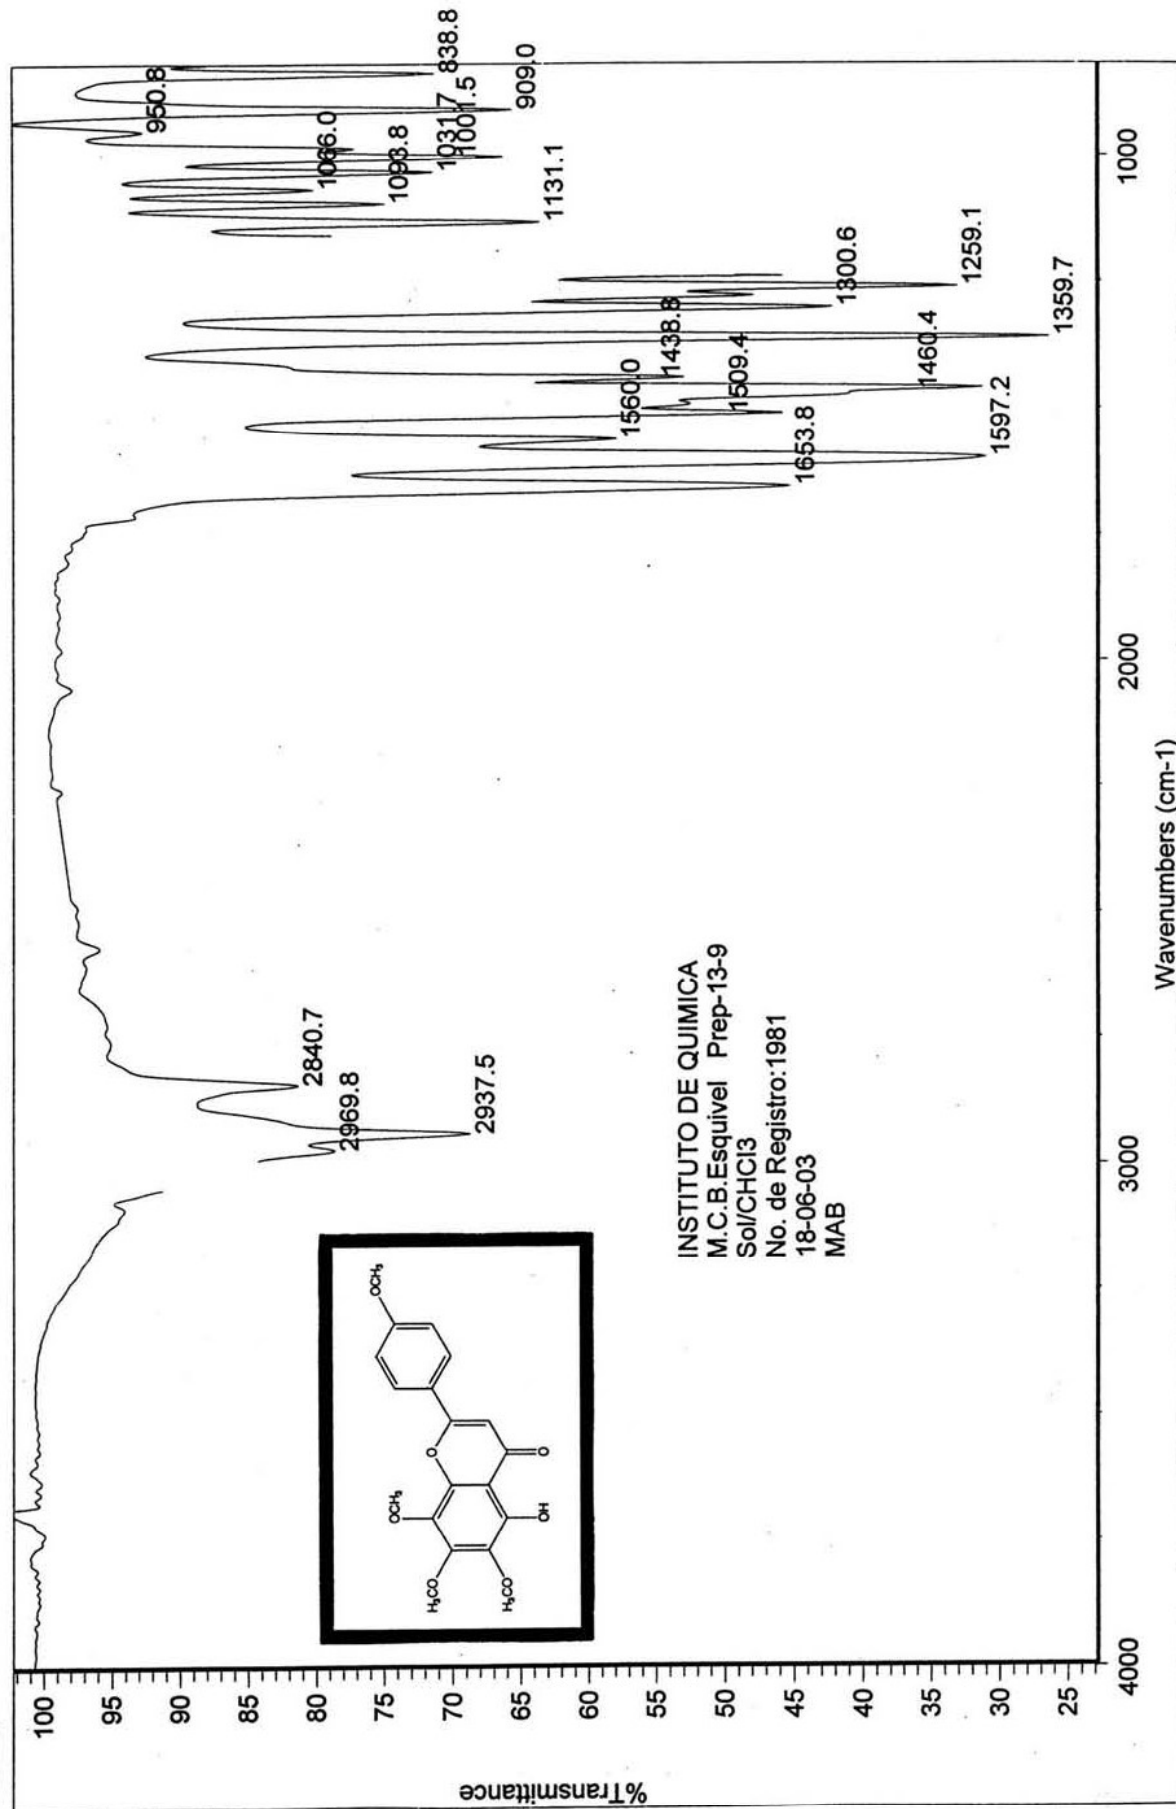 %Transmittance
100
95
90
85
80
75
70
65
60
55
50
45
40
35
30
25
4000
3000
2000
1000
Wavenumbers (cm-1)
2969.8
2937.5
2840.7
1653.8
1597.2
1560.0
1509.4
1460.4
1438.8
1359.7
1300.6
1259.1
1131.1
1093.8
1066.0
1031.7
1001.5
950.8
909.0
838.8
OCH₃
OCH₃
H₃CO
H₃CO
O
O
OH
INSTITUTO DE QUIMICA
M.C.B.Esquivel Prep-13-9
Sol/CHCl3
No. de Registro:1981
18-06-03
MAB